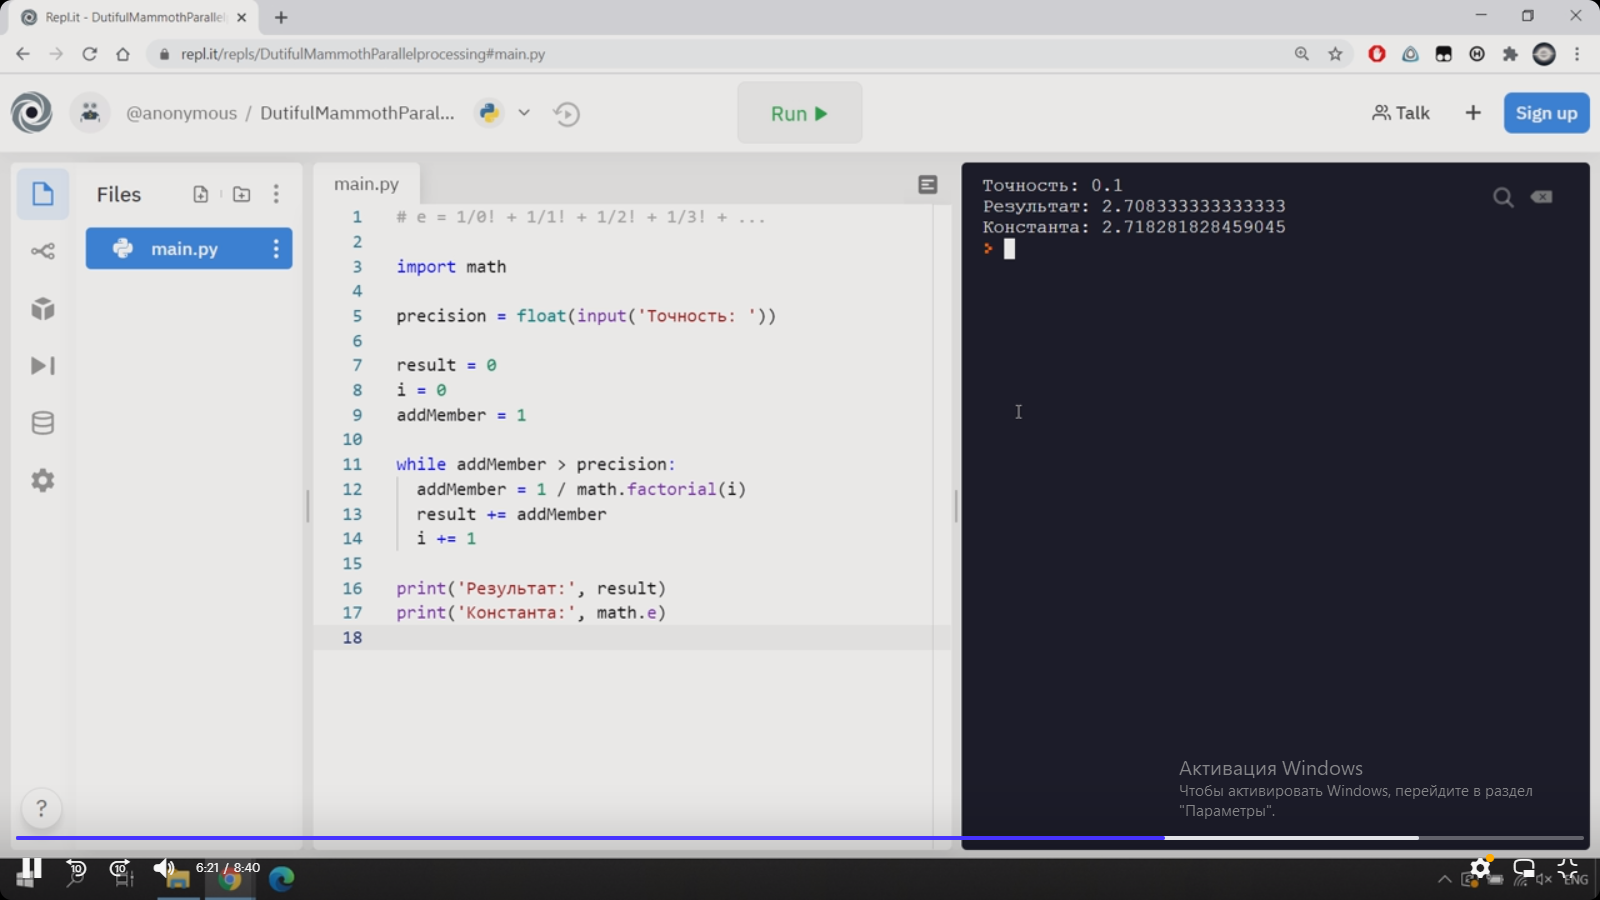 Repl.it - DutifulMammothParallel
repl.it/repls/DutifulMammothParallelprocessing#main.py
@anonymous / DutifulMammothParal...
Run
Talk
Sign up
Files
main.py
main.py
1 # e = 1/0! + 1/1! + 1/2! + 1/3! + ...
2
3 import math
4
5 precision = float(input('Точность: '))
6
7 result = 0
8 i = 0
9 addMember = 1
10
11 while addMember > precision:
12 addMember = 1 / math.factorial(i)
13 result += addMember
14 i += 1
15
16 print('Результат:', result)
17 print('Константа:', math.e)
18
Точность: 0.1
Результат: 2.708333333333333
Константа: 2.718281828459045
>
Активация Windows
Чтобы активировать Windows, перейдите в раздел
"Параметры".
?
10
10
6:21 / 8:40
ENG